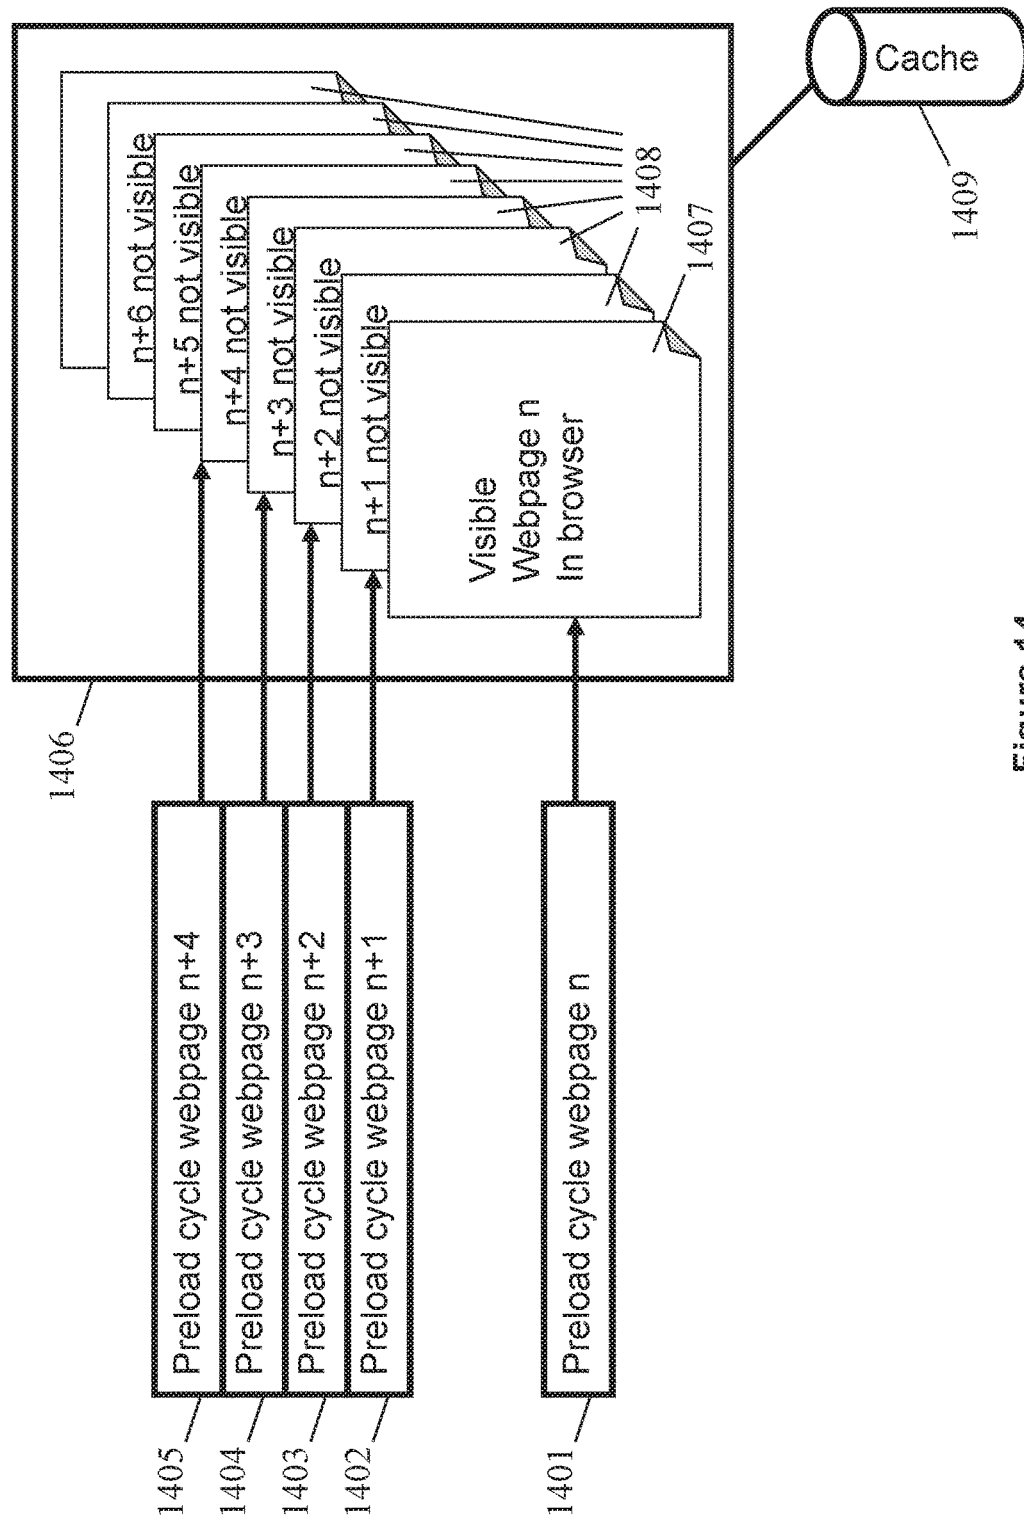 1406
n+6 not visible
1405
Preload cycle webpage n+4
n+5 not visible
1404
Preload cycle webpage n+3
n+4 not visible
n+3 not visible
1403
Preload cycle webpage n+2
n+2 not visible
1402
Preload cycle webpage n+1
n+1 not visible
Visible
Webpage n
In browser
1401
Preload cycle webpage n
1408
1407
Cache
1409
Figure 14